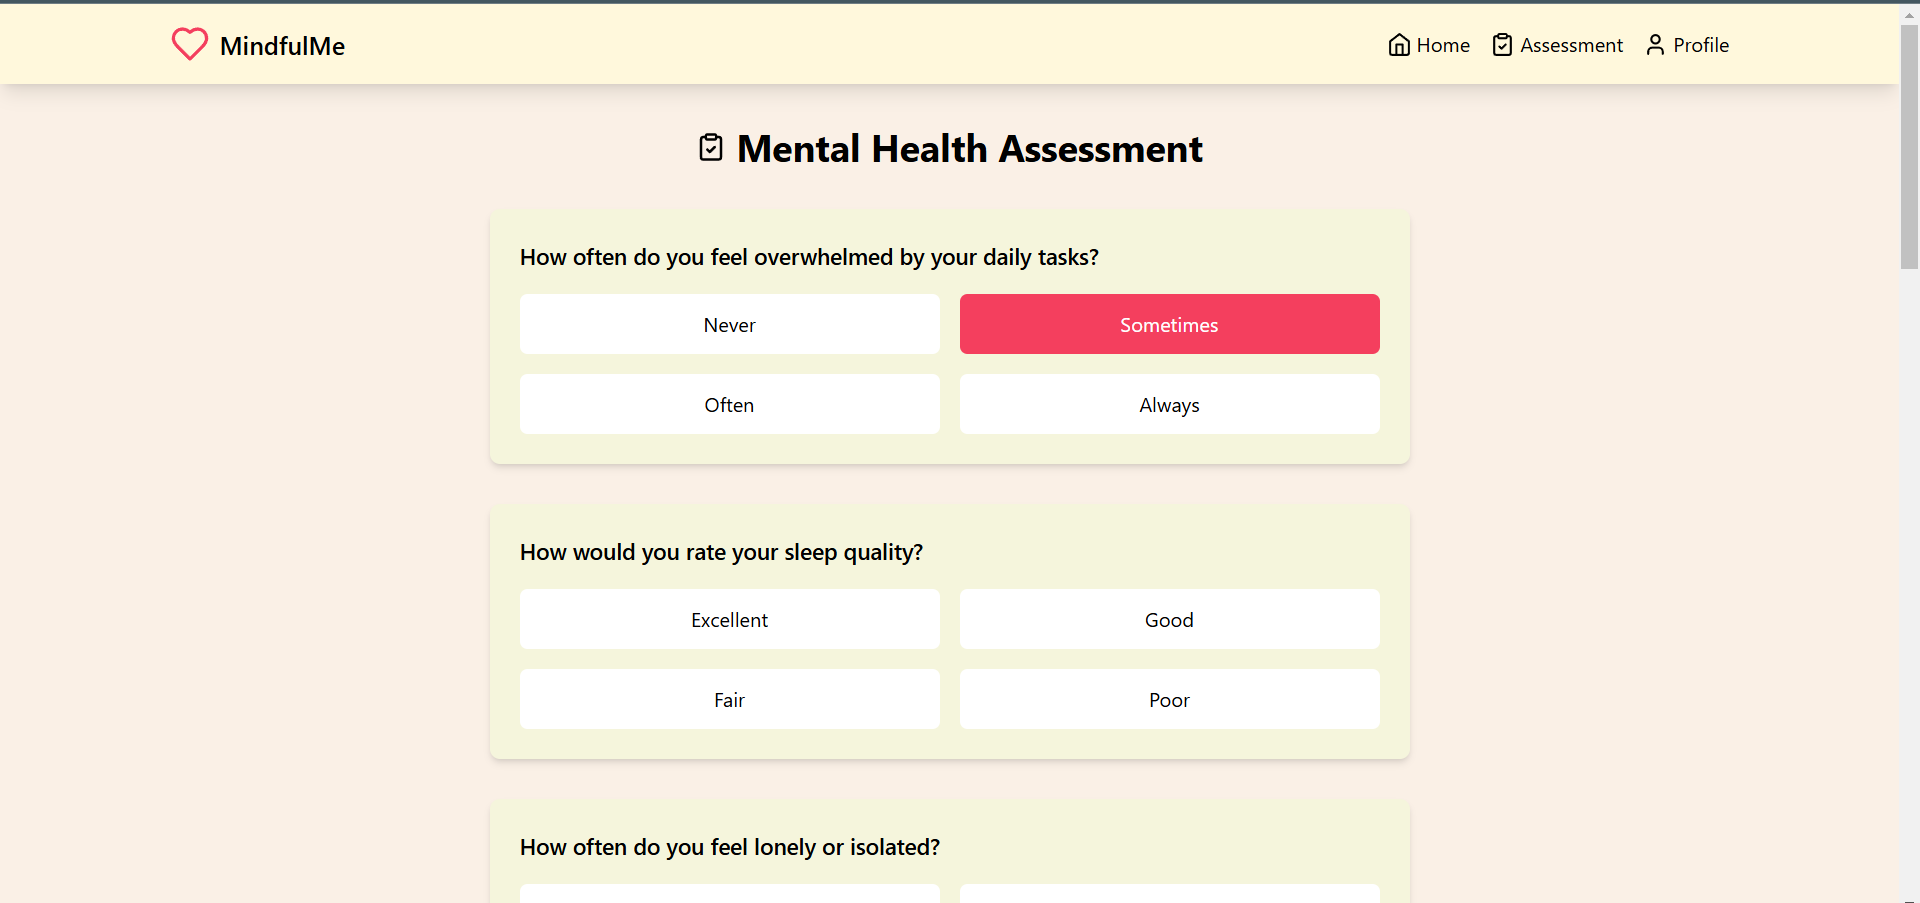 MindfulMe
Home Assessment Profile
Mental Health Assessment
How often do you feel overwhelmed by your daily tasks?
Never Sometimes
Often Always
How would you rate your sleep quality?
Excellent Good
Fair Poor
How often do you feel lonely or isolated?